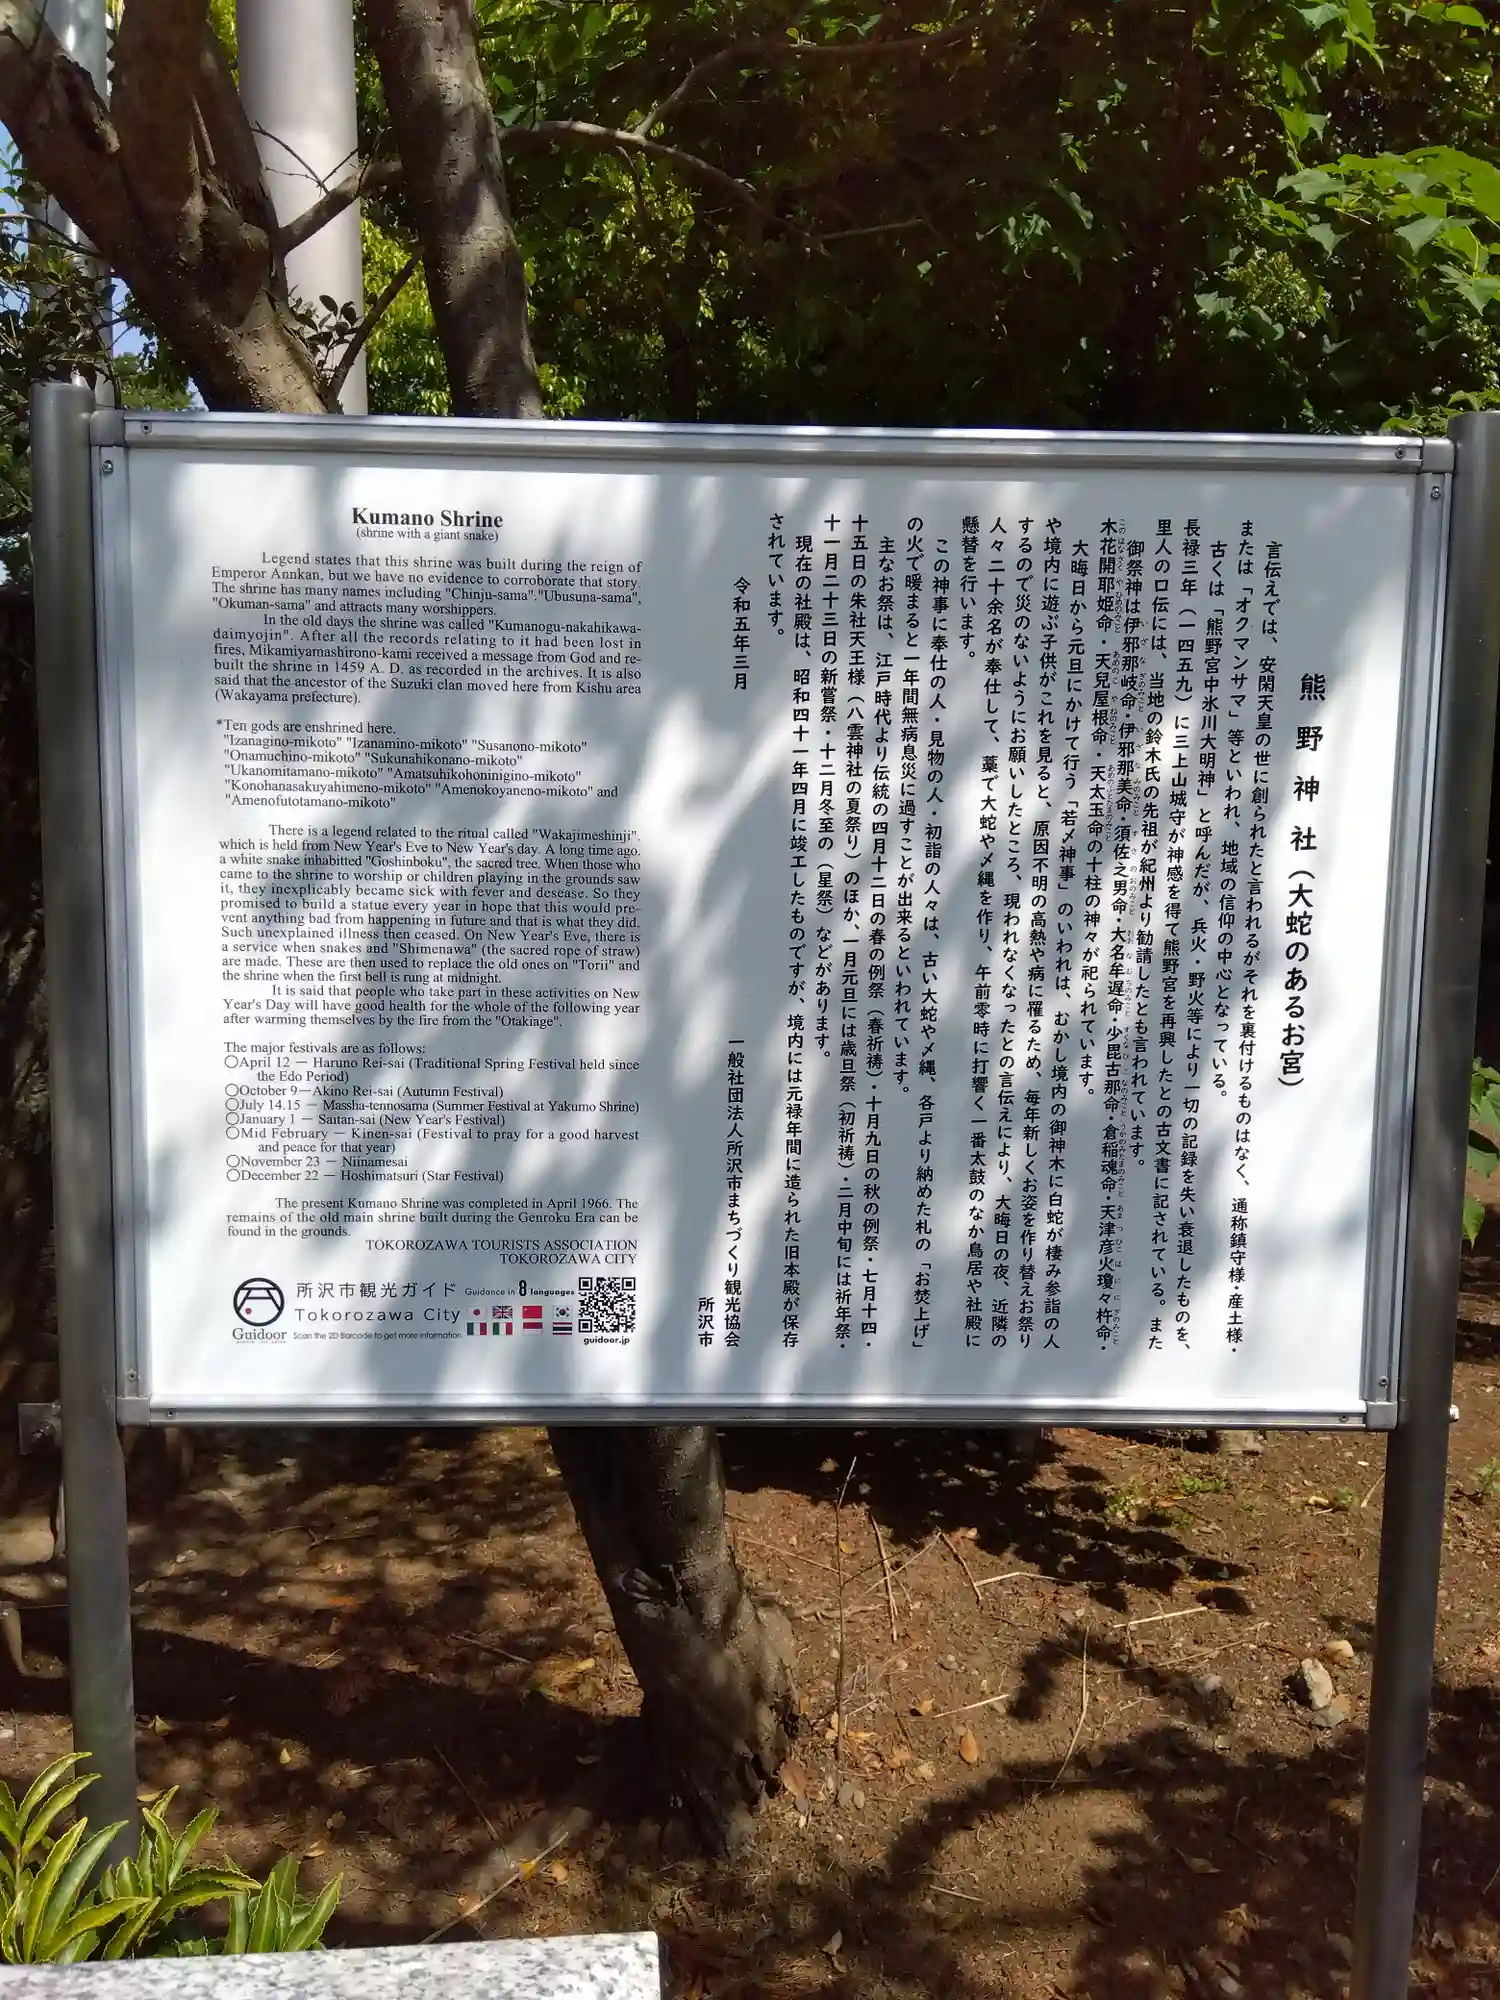 Kumano Shrine
(shrine with a giant snake)
Legend states that this shrine was built during the reign of
Emperor Annkan, but we have no evidence to corroborate that story.
The shrine has many names including "Chinju-sama"."Ubusuna-sama",
"Okuman-sama" and attracts many worshippers.
In the old days the shrine was called "Kumanogu-nakahikawa-
daimyojin". After all the records relating to it had been lost in
fires, Mikamiyamashirono-kami received a message from God and re-
built the shrine in 1459 A. D. as recorded in the archives. It is also
said that the ancestor of the Suzuki clan moved here from Kishu area
(Wakayama prefecture).
*Ten gods are enshrined here.
"Izanagino-mikoto" "Izanamino-mikoto" "Susanono-mikoto"
"Onamuchino-mikoto" "Sukunahikonano-mikoto"
"Ukanomitamano-mikoto" "Amatsuhikohoninigino-mikoto"
"Konohanasakuyahimeno-mikoto" "Amenokoyaneno-mikoto" and
"Amenofutotamano-mikoto"
There is a legend related to the ritual called "Wakajimeshinji".
which is held from New Year's Eve to New Year's day. A long time ago.
a white snake inhabitted "Goshinboku", the sacred tree. When those who
came to the shrine to worship or children playing in the grounds saw
it, they inexplicably became sick with fever and desease. So they
promised to build a statue every year in hope that this would pre-
vent anything bad from happening in future and that is what they did.
Such unexplained illness then ceased. On New Year's Eve, there is
a service when snakes and "Shimenawa" (the sacred rope of straw)
are made. These are then used to replace the old ones on "Torii" and
the shrine when the first bell is rung at midnight.
It is said that people who take part in these activities on New
Year's Day will have good health for the whole of the following year
after warming themselves by the fire from the "Otakiage".
The major festivals are as follows:
○April 12 — Haruno Rei-sai (Traditional Spring Festival held since
the Edo Period)
○October 9—Akino Rei-sai (Autumn Festival)
○July 14.15 — Massha-tennosama (Summer Festival at Yakumo Shrine)
○January 1 — Saitan-sai (New Year's Festival)
○Mid February — Kinen-sai (Festival to pray for a good harvest
and peace for that year)
○November 23 — Niinamesai
○December 22 — Hoshimatsuri (Star Festival)
The present Kumano Shrine was completed in April 1966. The
remains of the old main shrine built during the Genroku Era can be
found in the grounds.
TOKOROZAWA TOURISTS ASSOCIATION
TOKOROZAWA CITY
Guidoor
所沢市観光ガイド Guidance in 8 languages
Tokorozawa City
Scan the 2D Barcode to get more information
guidoor.jp
熊野神社(大蛇のあるお宮)
言伝えでは、安閑天皇の世に創られたと言われるがそれを裏付けるものはなく、通称鎮守様・産土様・
または「オクマンサマ」等といわれ、地域の信仰の中心となっている。
古くは「熊野宮中氷川大明神」と呼んだが、兵火・野火等により一切の記録を失い衰退したものを、
長禄三年(一四五九)に三上山城守が神感を得て熊野宮を再興したとの古文書に記されている。また
里人の口伝には、当地の鈴木氏の先祖が紀州より勧請したとも言われています。
御祭神は伊邪那岐命・伊邪那美命・須佐之男命・大名牟遅命・少毘古那命・倉稲魂命・天津彦火瓊々杵命・
木花開耶姫命・天兒屋根命・天太玉命の十柱の神々が祀られています。
大晦日から元旦にかけて行う「若〆神事」のいわれは、むかし境内の御神木に白蛇が棲み参詣の人
や境内に遊ぶ子供がこれを見ると、原因不明の高熱や病に罹るため、毎年新しくお姿を作り替えお祭り
するので災のないようにお願いしたところ、現われなくなったとの言伝えにより、大晦日の夜、近隣の
人々二十余名が奉仕して、藁で大蛇や〆縄を作り、午前零時に打響く一番太鼓のなか鳥居や社殿に
懸替を行います。
この神事に奉仕の人・見物の人・初詣の人々は、古い大蛇や〆縄、各戸より納めた札の「お焚上げ」
の火で暖まると一年間無病息災に過すことが出来るといわれています。
主なお祭は、江戸時代より伝統の四月十二日の春の例祭(春祈祷)・十月九日の秋の例祭・七月十四・
十五日の朱社天王様(八雲神社の夏祭り)のほか、一月元旦には歳旦祭(初祈祷)・二月中旬には祈年祭・
十一月二十三日の新嘗祭・十二月冬至の(星祭)などがあります。
現在の社殿は、昭和四十一年四月に竣工したものですが、境内には元禄年間に造られた旧本殿が保存
されています。
令和五年三月
一般社団法人所沢市まちづくり観光協会
所沢市